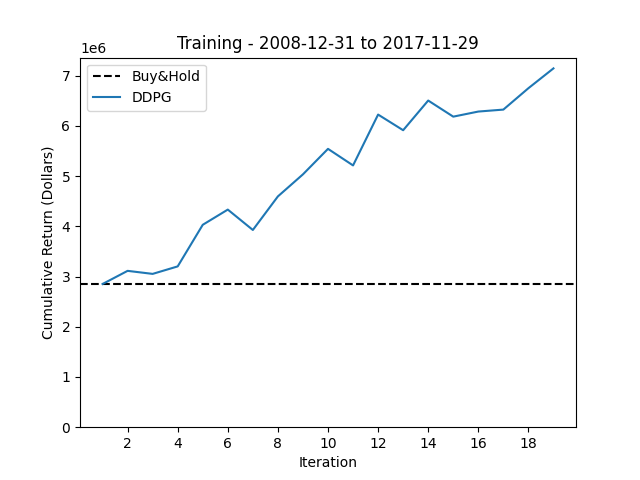 Training - 2008-12-31 to 2017-11-29
1e6
Buy&Hold
DDPG
7
6
5
4
3
2
1
0
Cumulative Return (Dollars)
2 4 6 8 10 12 14 16 18
Iteration